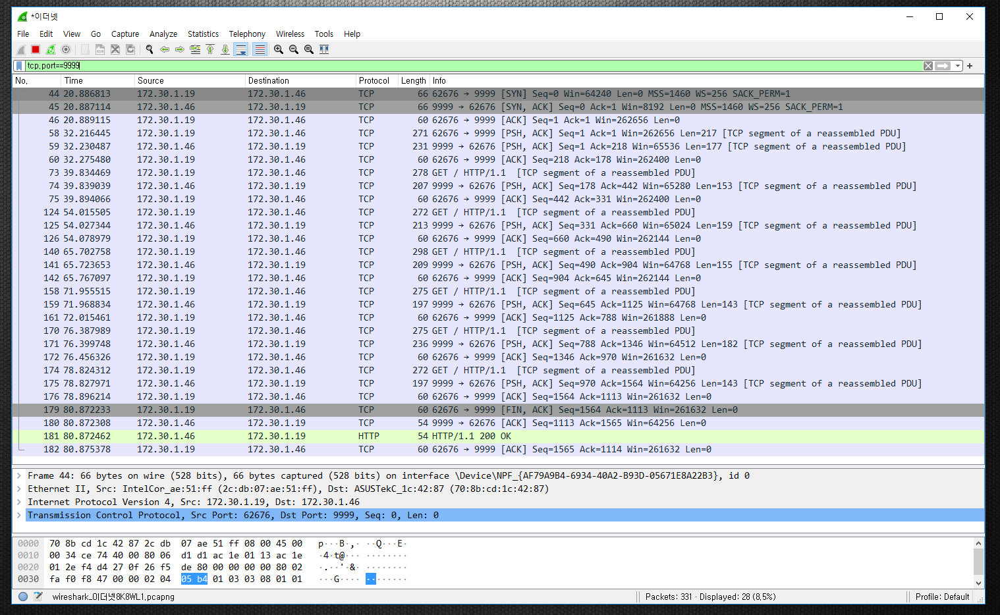 *이더넷
File Edit View Go Capture Analyze Statistics Telephony Wireless Tools Help
tcp.port==9999
No. Time Source Destination Protocol Length Info
44 20.886813 172.30.1.19 172.30.1.46 TCP 66 62676 → 9999 [SYN] Seq=0 Win=64240 Len=0 MSS=1460 WS=256 SACK_PERM=1
45 20.887114 172.30.1.46 172.30.1.19 TCP 66 9999 → 62676 [SYN, ACK] Seq=0 Ack=1 Win=8192 Len=0 MSS=1460 WS=256 SACK_PERM=1
46 20.889115 172.30.1.19 172.30.1.46 TCP 60 62676 → 9999 [ACK] Seq=1 Ack=1 Win=262656 Len=0
58 32.216445 172.30.1.19 172.30.1.46 TCP 271 62676 → 9999 [PSH, ACK] Seq=1 Ack=1 Win=262656 Len=217 [TCP segment of a reassembled PDU]
59 32.230487 172.30.1.46 172.30.1.19 TCP 231 9999 → 62676 [PSH, ACK] Seq=1 Ack=218 Win=65536 Len=177 [TCP segment of a reassembled PDU]
60 32.275480 172.30.1.19 172.30.1.46 TCP 60 62676 → 9999 [ACK] Seq=218 Ack=178 Win=262400 Len=0
73 39.834469 172.30.1.19 172.30.1.46 TCP 278 GET / HTTP/1.1 [TCP segment of a reassembled PDU]
74 39.839039 172.30.1.46 172.30.1.19 TCP 207 9999 → 62676 [PSH, ACK] Seq=178 Ack=442 Win=65280 Len=153 [TCP segment of a reassembled PDU]
75 39.894066 172.30.1.19 172.30.1.46 TCP 60 62676 → 9999 [ACK] Seq=442 Ack=331 Win=262400 Len=0
124 54.015505 172.30.1.19 172.30.1.46 TCP 272 GET / HTTP/1.1 [TCP segment of a reassembled PDU]
125 54.027344 172.30.1.46 172.30.1.19 TCP 213 9999 → 62676 [PSH, ACK] Seq=331 Ack=660 Win=65024 Len=159 [TCP segment of a reassembled PDU]
126 54.078979 172.30.1.19 172.30.1.46 TCP 60 62676 → 9999 [ACK] Seq=660 Ack=490 Win=262144 Len=0
140 65.702758 172.30.1.19 172.30.1.46 TCP 298 GET / HTTP/1.1 [TCP segment of a reassembled PDU]
141 65.723653 172.30.1.46 172.30.1.19 TCP 209 9999 → 62676 [PSH, ACK] Seq=490 Ack=904 Win=64768 Len=155 [TCP segment of a reassembled PDU]
142 65.767097 172.30.1.19 172.30.1.46 TCP 60 62676 → 9999 [ACK] Seq=904 Ack=645 Win=262144 Len=0
158 71.955515 172.30.1.19 172.30.1.46 TCP 275 GET / HTTP/1.1 [TCP segment of a reassembled PDU]
159 71.968834 172.30.1.46 172.30.1.19 TCP 197 9999 → 62676 [PSH, ACK] Seq=645 Ack=1125 Win=64768 Len=143 [TCP segment of a reassembled PDU]
161 72.015461 172.30.1.19 172.30.1.46 TCP 60 62676 → 9999 [ACK] Seq=1125 Ack=788 Win=261888 Len=0
170 76.387989 172.30.1.19 172.30.1.46 TCP 275 GET / HTTP/1.1 [TCP segment of a reassembled PDU]
171 76.399748 172.30.1.46 172.30.1.19 TCP 236 9999 → 62676 [PSH, ACK] Seq=788 Ack=1346 Win=64512 Len=182 [TCP segment of a reassembled PDU]
172 76.456326 172.30.1.19 172.30.1.46 TCP 60 62676 → 9999 [ACK] Seq=1346 Ack=970 Win=261632 Len=0
174 78.824312 172.30.1.19 172.30.1.46 TCP 272 GET / HTTP/1.1 [TCP segment of a reassembled PDU]
175 78.827971 172.30.1.46 172.30.1.19 TCP 197 9999 → 62676 [PSH, ACK] Seq=970 Ack=1564 Win=64256 Len=143 [TCP segment of a reassembled PDU]
176 78.896214 172.30.1.19 172.30.1.46 TCP 60 62676 → 9999 [ACK] Seq=1564 Ack=1113 Win=261632 Len=0
179 80.872233 172.30.1.19 172.30.1.46 TCP 60 62676 → 9999 [FIN, ACK] Seq=1564 Ack=1113 Win=261632 Len=0
180 80.872308 172.30.1.46 172.30.1.19 TCP 54 9999 → 62676 [ACK] Seq=1113 Ack=1565 Win=64256 Len=0
181 80.872462 172.30.1.46 172.30.1.19 HTTP 54 HTTP/1.1 200 OK
182 80.875378 172.30.1.19 172.30.1.46 TCP 60 62676 → 9999 [ACK] Seq=1565 Ack=1114 Win=261632 Len=0
Frame 44: 66 bytes on wire (528 bits), 66 bytes captured (528 bits) on interface \Device\NPF_{AF79A9B4-6934-40A2-B93D-05671E8A22B3}, id 0
Ethernet II, Src: IntelCor_ae:51:ff (2c:db:07:ae:51:ff), Dst: ASUSTekC_1c:42:87 (70:8b:cd:1c:42:87)
Internet Protocol Version 4, Src: 172.30.1.19, Dst: 172.30.1.46
Transmission Control Protocol, Src Port: 62676, Dst Port: 9999, Seq: 0, Len: 0
0000 70 8b cd 1c 42 87 2c db 07 ae 51 ff 08 00 45 00 p···B·,· ··Q···E·
0010 00 34 ce 74 40 00 80 06 d1 d1 ac 1e 01 13 ac 1e ·4·t@··· ········
0020 01 2e f4 d4 27 0f 26 f5 de 80 00 00 00 00 80 02 ·.··'·&· ········
0030 fa f0 f8 47 00 00 02 04 05 b4 01 03 03 08 01 01 ···G···· ········
wireshark_이더넷8K8WL1.pcapng Packets: 331 · Displayed: 28 (8.5%) Profile: Default